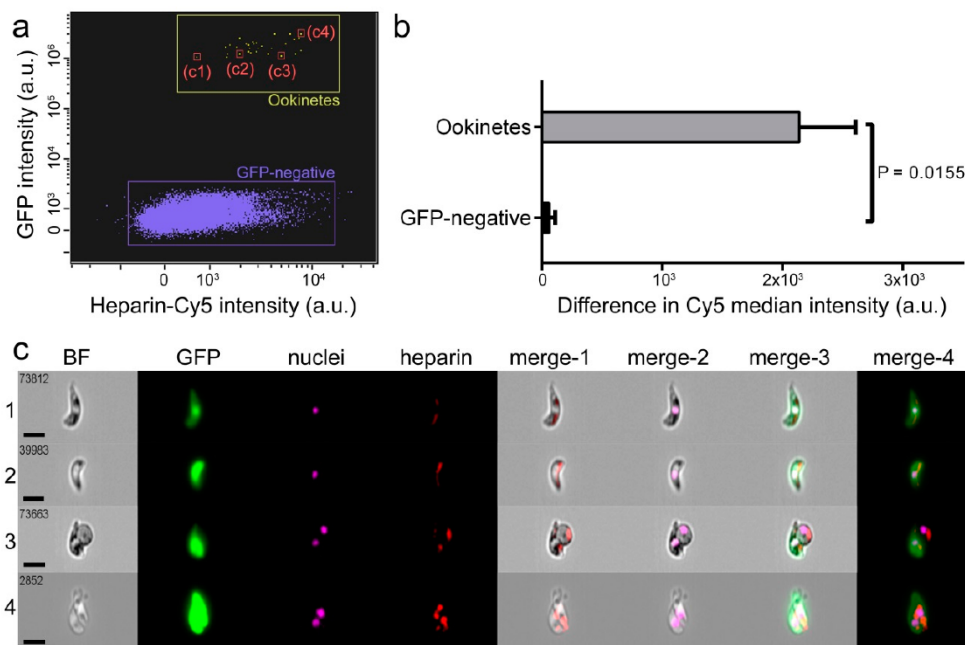 a
GFP intensity (a.u.)
10⁶
10⁵
10⁴
10³
0
(c1)
(c2)
(c3)
(c4)
Ookinetes
GFP-negative
0
10³
10⁴
Heparin-Cy5 intensity (a.u.)
b
Ookinetes
GFP-negative
P = 0.0155
0
10³
2x10³
3x10³
Difference in Cy5 median intensity (a.u.)
c
BF GFP nuclei heparin merge-1 merge-2 merge-3 merge-4
73812
1
39983
2
73663
3
2852
4